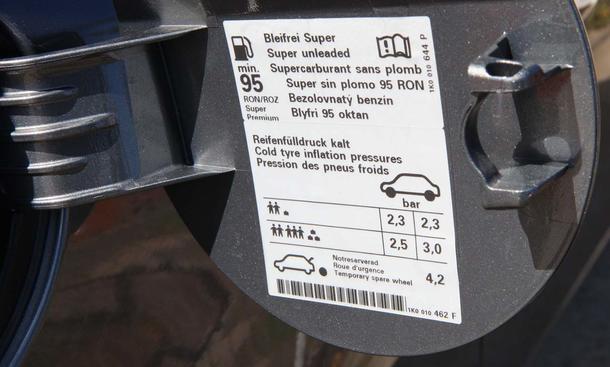 Bleifrei Super
Super unleaded
Supercarburant sans plomb
Super sin plomo 95 RON
Bezolovnatý benzin
Blyfri 95 oktan
min.
95
RON/ROZ
Super
Premium
1K0 010 644 P
Reifenfülldruck kalt
Cold tyre inflation pressures
Pression des pneus froids
bar
2,3 2,3
2,5 3,0
Notreserverad
Roue d'urgence
Temporary spare wheel
4,2
1K0 010 462 F